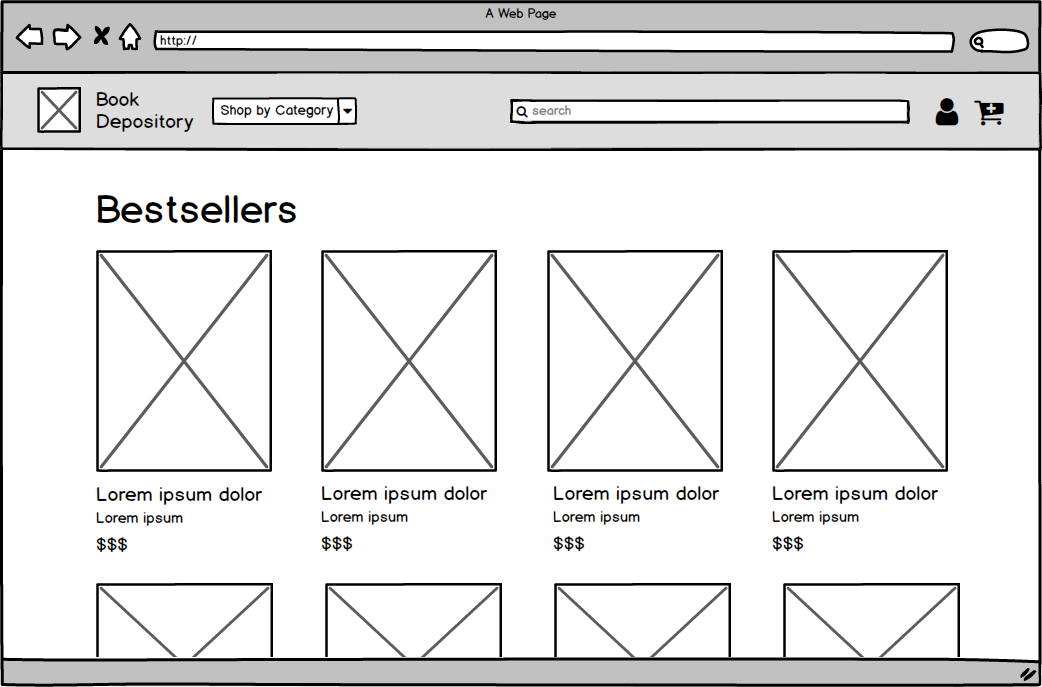 A Web Page
http://
Book
Depository
Shop by Category
search
Bestsellers
Lorem ipsum dolor
Lorem ipsum
$$$
Lorem ipsum dolor
Lorem ipsum
$$$
Lorem ipsum dolor
Lorem ipsum
$$$
Lorem ipsum dolor
Lorem ipsum
$$$